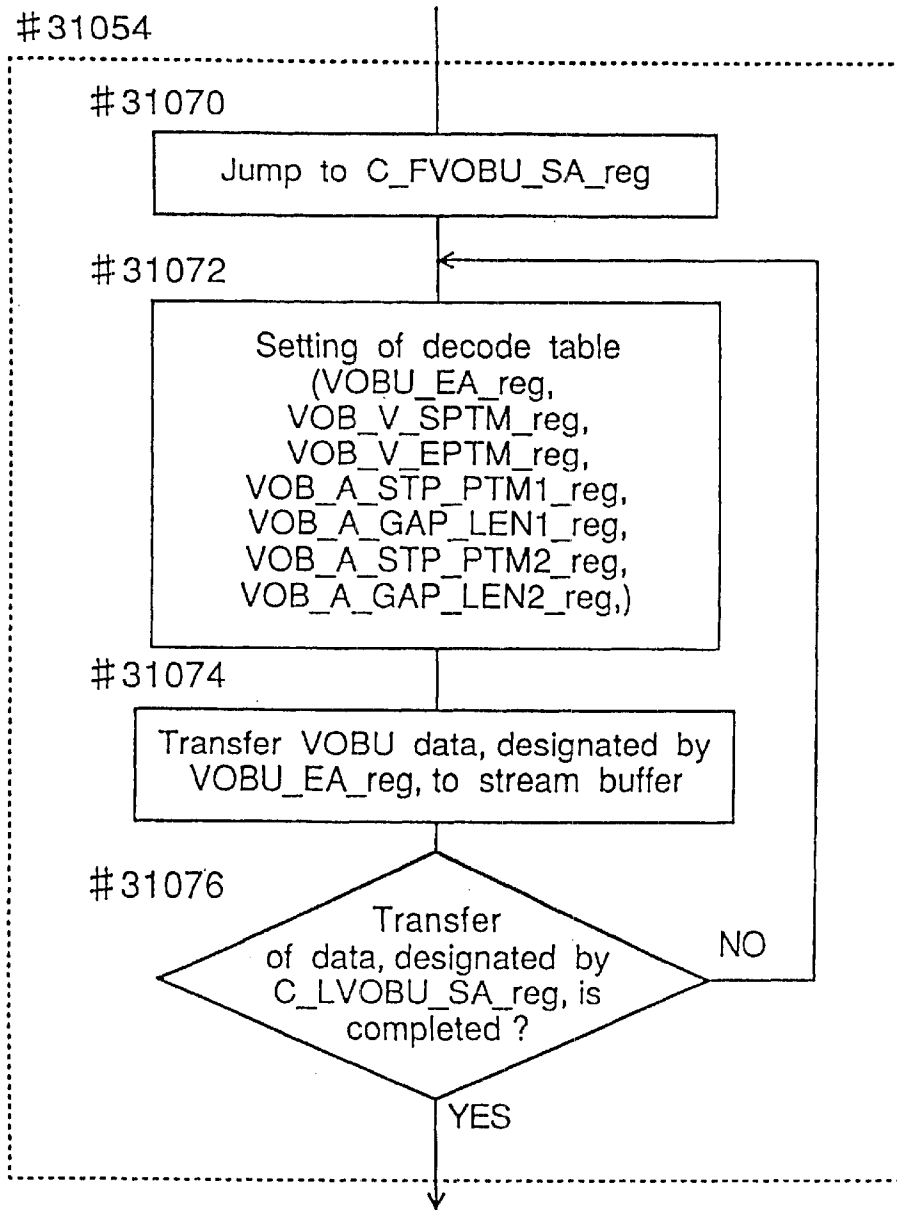 #31054
#31070
Jump to C_FVOBU_SA_reg
#31072
Setting of decode table
(VOBU_EA_reg,
VOB_V_SPTM_reg,
VOB_V_EPTM_reg,
VOB_A_STP_PTM1_reg,
VOB_A_GAP_LEN1_reg,
VOB_A_STP_PTM2_reg,
VOB_A_GAP_LEN2_reg,)
#31074
Transfer VOBU data, designated by
VOBU_EA_reg, to stream buffer
#31076
Transfer
of data, designated by
C_LVOBU_SA_reg, is
completed ?
NO
YES